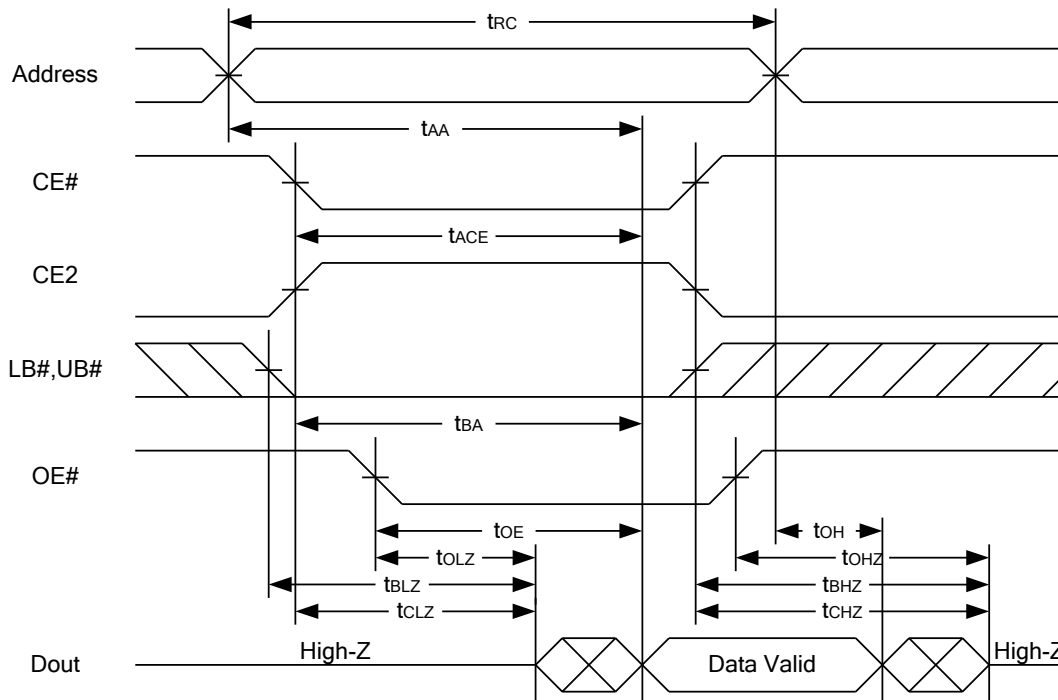 tRC
Address
tAA
CE#
tACE
CE2
LB#,UB#
tBA
OE#
tOE
tOH
tOLZ
tOHZ
tBLZ
tBHZ
tCLZ
tCHZ
Dout
High-Z
Data Valid
High-Z